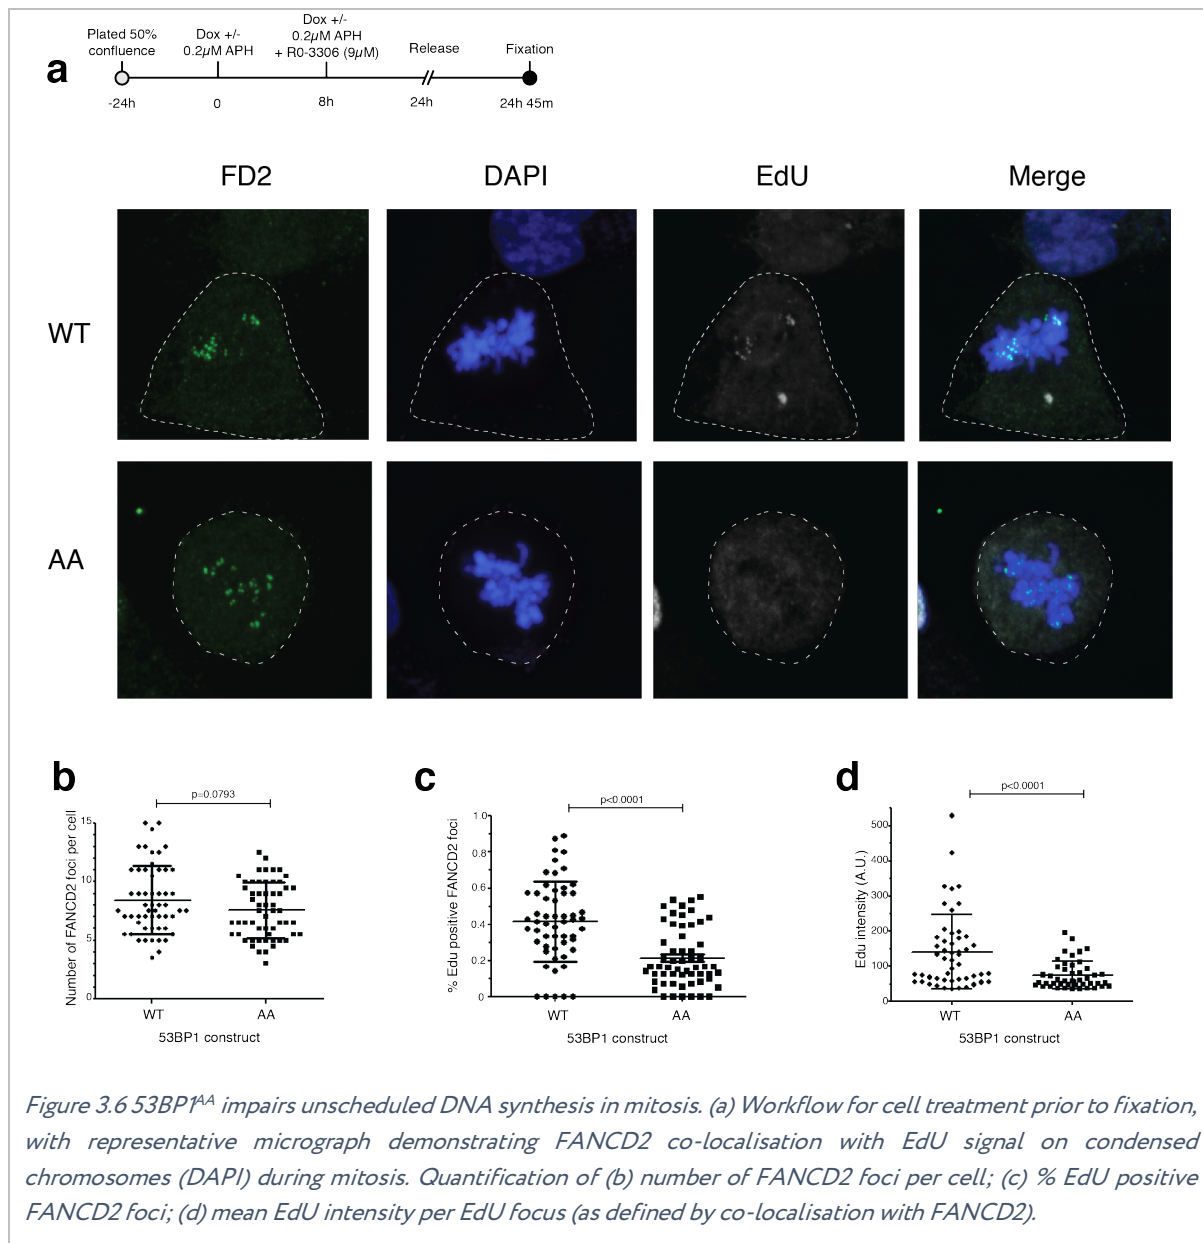 a
Plated 50%
confluence
Dox +/-
0.2µM APH
Dox +/-
0.2µM APH
+ R0-3306 (9µM)
Release
Fixation
-24h
0
8h
24h
24h 45m
FD2
DAPI
EdU
Merge
WT
AA
b
p=0.0793
Number of FANCD2 foci per cell
15
10
5
0
WT
AA
53BP1 construct
c
p<0.0001
% Edu positive FANCD2 foci
1.0
0.8
0.6
0.4
0.2
0
WT
AA
53BP1 construct
d
p<0.0001
Edu intensity (A.U.)
500
400
300
200
100
0
WT
AA
53BP1 construct
Figure 3.6 53BP1ᴬᴬ impairs unscheduled DNA synthesis in mitosis. (a) Workflow for cell treatment prior to fixation,
with representative micrograph demonstrating FANCD2 co-localisation with EdU signal on condensed
chromosomes (DAPI) during mitosis. Quantification of (b) number of FANCD2 foci per cell; (c) % EdU positive
FANCD2 foci; (d) mean EdU intensity per EdU focus (as defined by co-localisation with FANCD2).